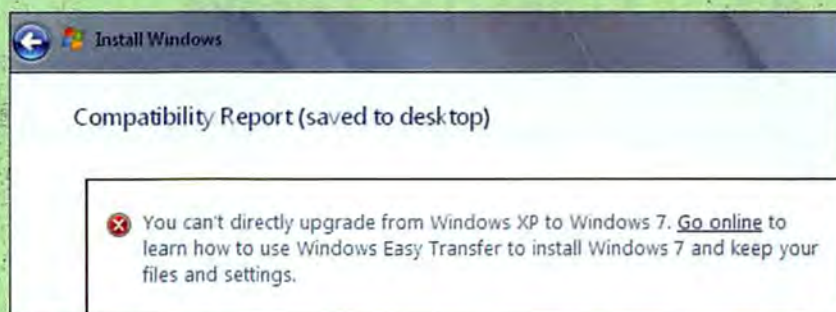 Install Windows
Compatibility Report (saved to desktop)
You can't directly upgrade from Windows XP to Windows 7. Go online to
learn how to use Windows Easy Transfer to install Windows 7 and keep your
files and settings.